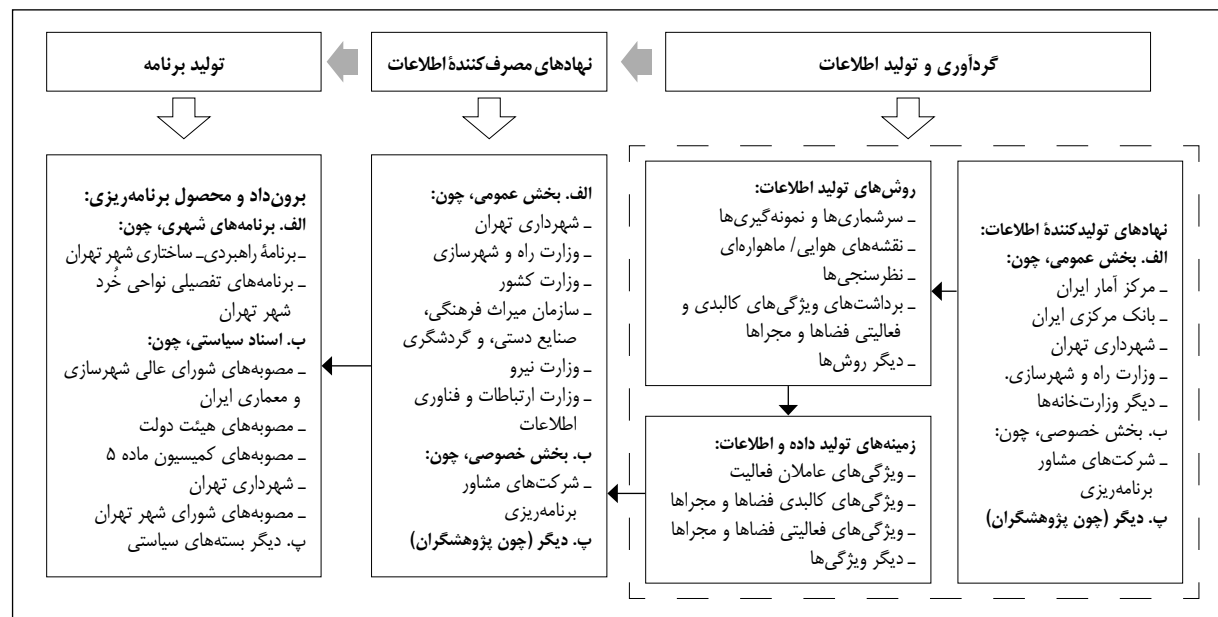 گردآوری و تولید اطلاعات
نهادهای مصرف‌کنندهٔ اطلاعات
تولید برنامه
نهادهای تولیدکنندهٔ اطلاعات:
الف. بخش عمومی، چون:
ـ مرکز آمار ایران
ـ بانک مرکزی ایران
ـ شهرداری تهران
ـ وزارت راه و شهرسازی.
ـ دیگر وزارت‌خانه‌ها
ب. بخش خصوصی، چون:
ـ شرکت‌های مشاور
برنامه‌ریزی
پ. دیگر (چون پژوهشگران)
روش‌های تولید اطلاعات:
ـ سرشماری‌ها و نمونه‌گیری‌ها
ـ نقشه‌های هوایی/ ماهواره‌ای
ـ نظرسنجی‌ها
ـ برداشت‌های ویژگی‌های کالبدی و
فعالیتی فضاها و مجراها
ـ دیگر روش‌ها
زمینه‌های تولید داده و اطلاعات:
ـ ویژگی‌های عاملان فعالیت
ـ ویژگی‌های کالبدی فضاها و مجراها
ـ ویژگی‌های فعالیتی فضاها و مجراها
ـ دیگر ویژگی‌ها
الف. بخش عمومی، چون:
ـ شهرداری تهران
ـ وزارت راه و شهرسازی
ـ وزارت کشور
ـ سازمان میراث فرهنگی،
صنایع دستی، و گردشگری
ـ وزارت نیرو
ـ وزارت ارتباطات و فناوری
اطلاعات
ب. بخش خصوصی، چون:
ـ شرکت‌های مشاور
برنامه‌ریزی
پ. دیگر (چون پژوهشگران)
برون‌داد و محصول برنامه‌ریزی:
الف. برنامه‌های شهری، چون:
ـ برنامهٔ راهبردی‌ـ ساختاری شهر تهران
ـ برنامه‌های تفصیلی نواحی خُرد
شهر تهران
ب. اسناد سیاستی، چون:
ـ مصوبه‌های شورای عالی شهرسازی
و معماری ایران
ـ مصوبه‌های هیئت دولت
ـ مصوبه‌های کمیسیون ماده ۵
ـ شهرداری تهران
ـ مصوبه‌های شورای شهر تهران
پ. دیگر بسته‌های سیاستی